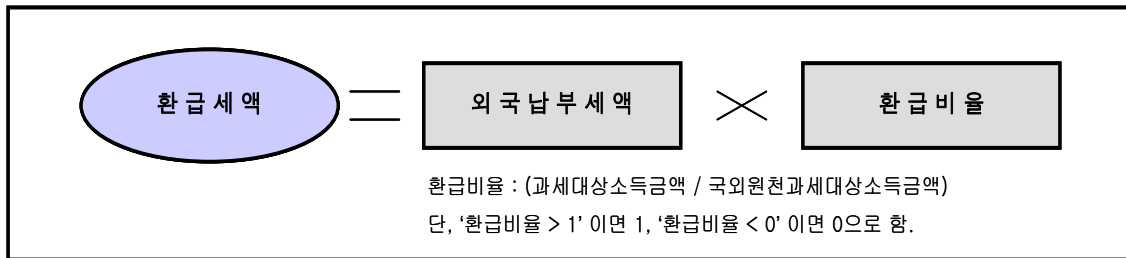 환 급 세 액 = 외 국 납 부 세 액 × 환 급 비 율
환급비율 : (과세대상소득금액 / 국외원천과세대상소득금액)
단, ‘환급비율 > 1’ 이면 1, ‘환급비율 < 0’ 이면 0으로 함.